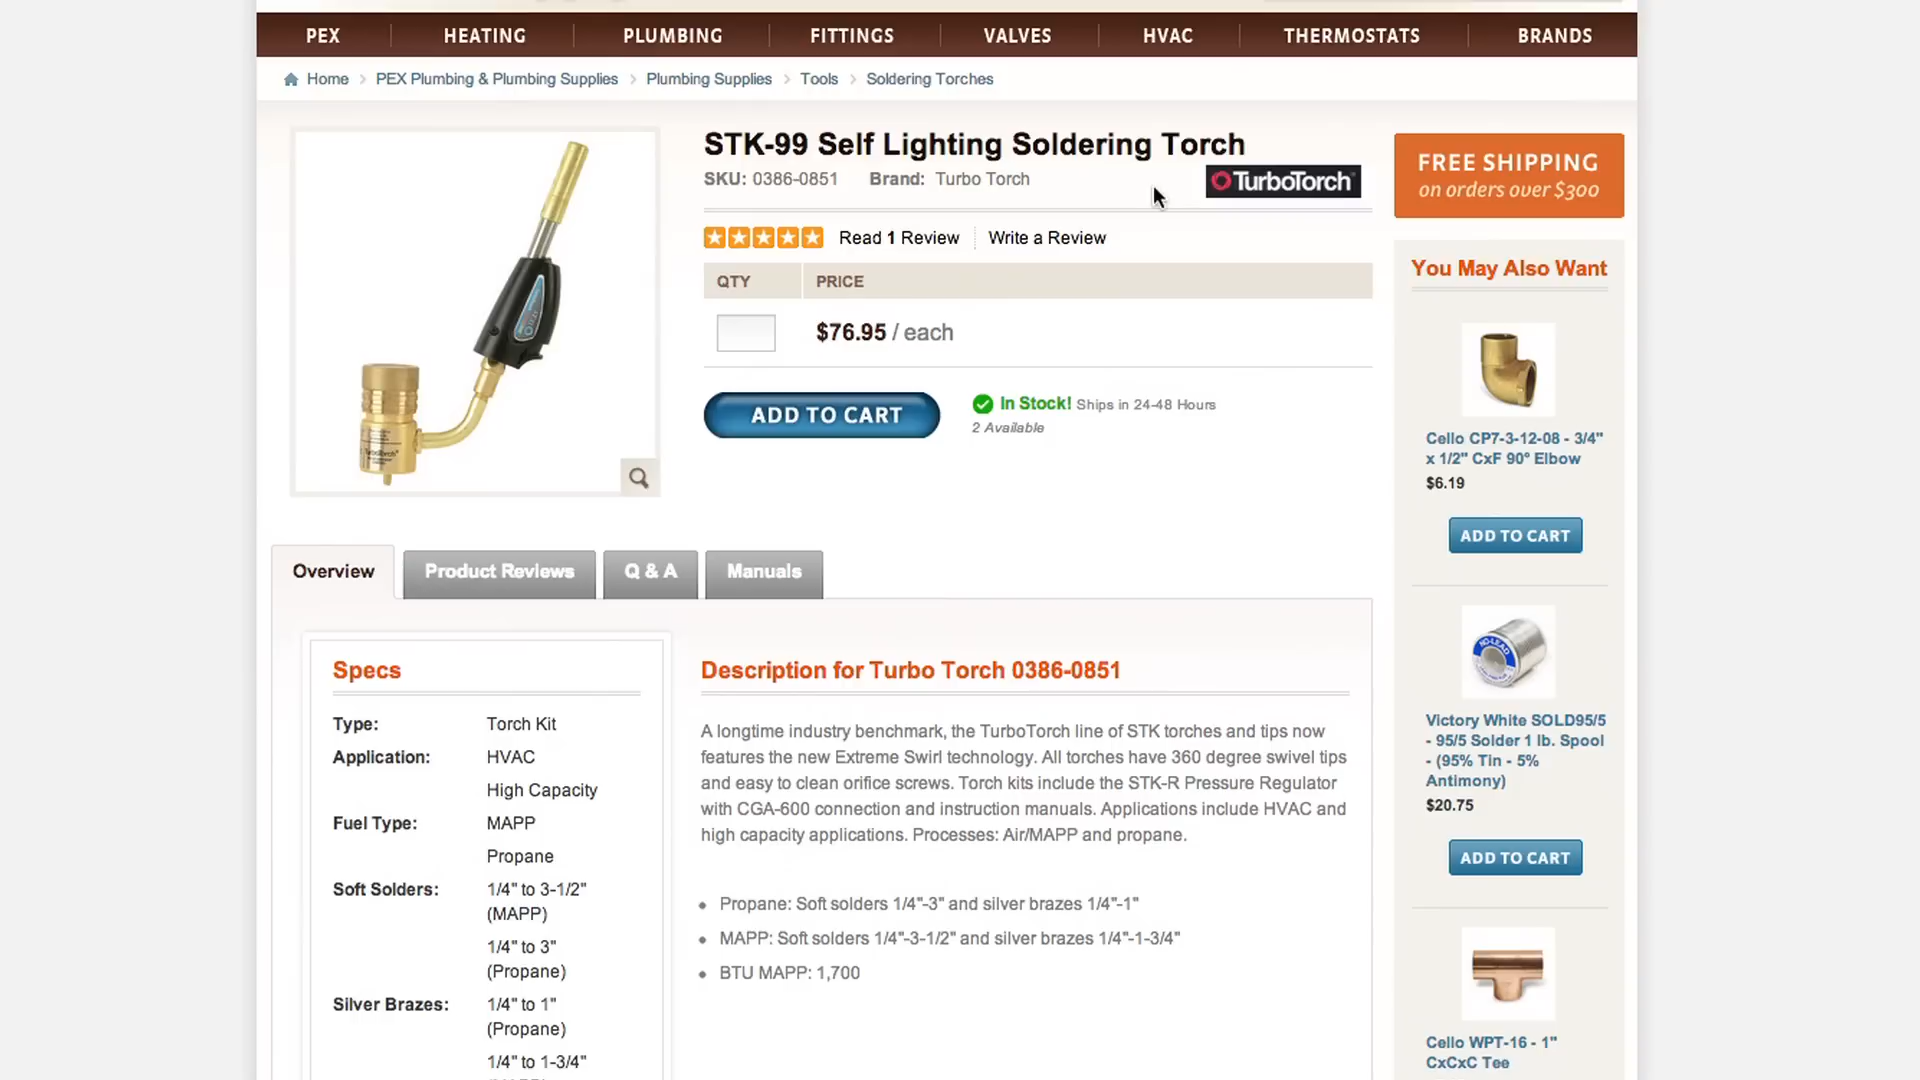 PEX
HEATING
PLUMBING
FITTINGS
VALVES
HVAC
THERMOSTATS
BRANDS
Home > PEX Plumbing & Plumbing Supplies > Plumbing Supplies > Tools > Soldering Torches
STK-99 Self Lighting Soldering Torch
SKU: 0386-0851 Brand: Turbo Torch
TurboTorch
Read 1 Review
Write a Review
QTY
PRICE
$76.95 / each
ADD TO CART
In Stock! Ships in 24-48 Hours
2 Available
TurboTorch
Overview
Product Reviews
Q & A
Manuals
Specs
Type: Torch Kit
Application: HVAC
High Capacity
Fuel Type: MAPP
Propane
Soft Solders: 1/4" to 3-1/2"
(MAPP)
1/4" to 3"
(Propane)
Silver Brazes: 1/4" to 1"
(Propane)
1/4" to 1-3/4"
Description for Turbo Torch 0386-0851
A longtime industry benchmark, the TurboTorch line of STK torches and tips now
features the new Extreme Swirl technology. All torches have 360 degree swivel tips
and easy to clean orifice screws. Torch kits include the STK-R Pressure Regulator
with CGA-600 connection and instruction manuals. Applications include HVAC and
high capacity applications. Processes: Air/MAPP and propane.
• Propane: Soft solders 1/4"-3" and silver brazes 1/4"-1"
• MAPP: Soft solders 1/4"-3-1/2" and silver brazes 1/4"-1-3/4"
• BTU MAPP: 1,700
FREE SHIPPING
on orders over $300
You May Also Want
Cello CP7-3-12-08 - 3/4"
x 1/2" CxF 90° Elbow
$6.19
ADD TO CART
NO-LEAD
Victory White SOLD95/5
- 95/5 Solder 1 lb. Spool
- (95% Tin - 5%
Antimony)
$20.75
ADD TO CART
Cello WPT-16 - 1"
CxCxC Tee